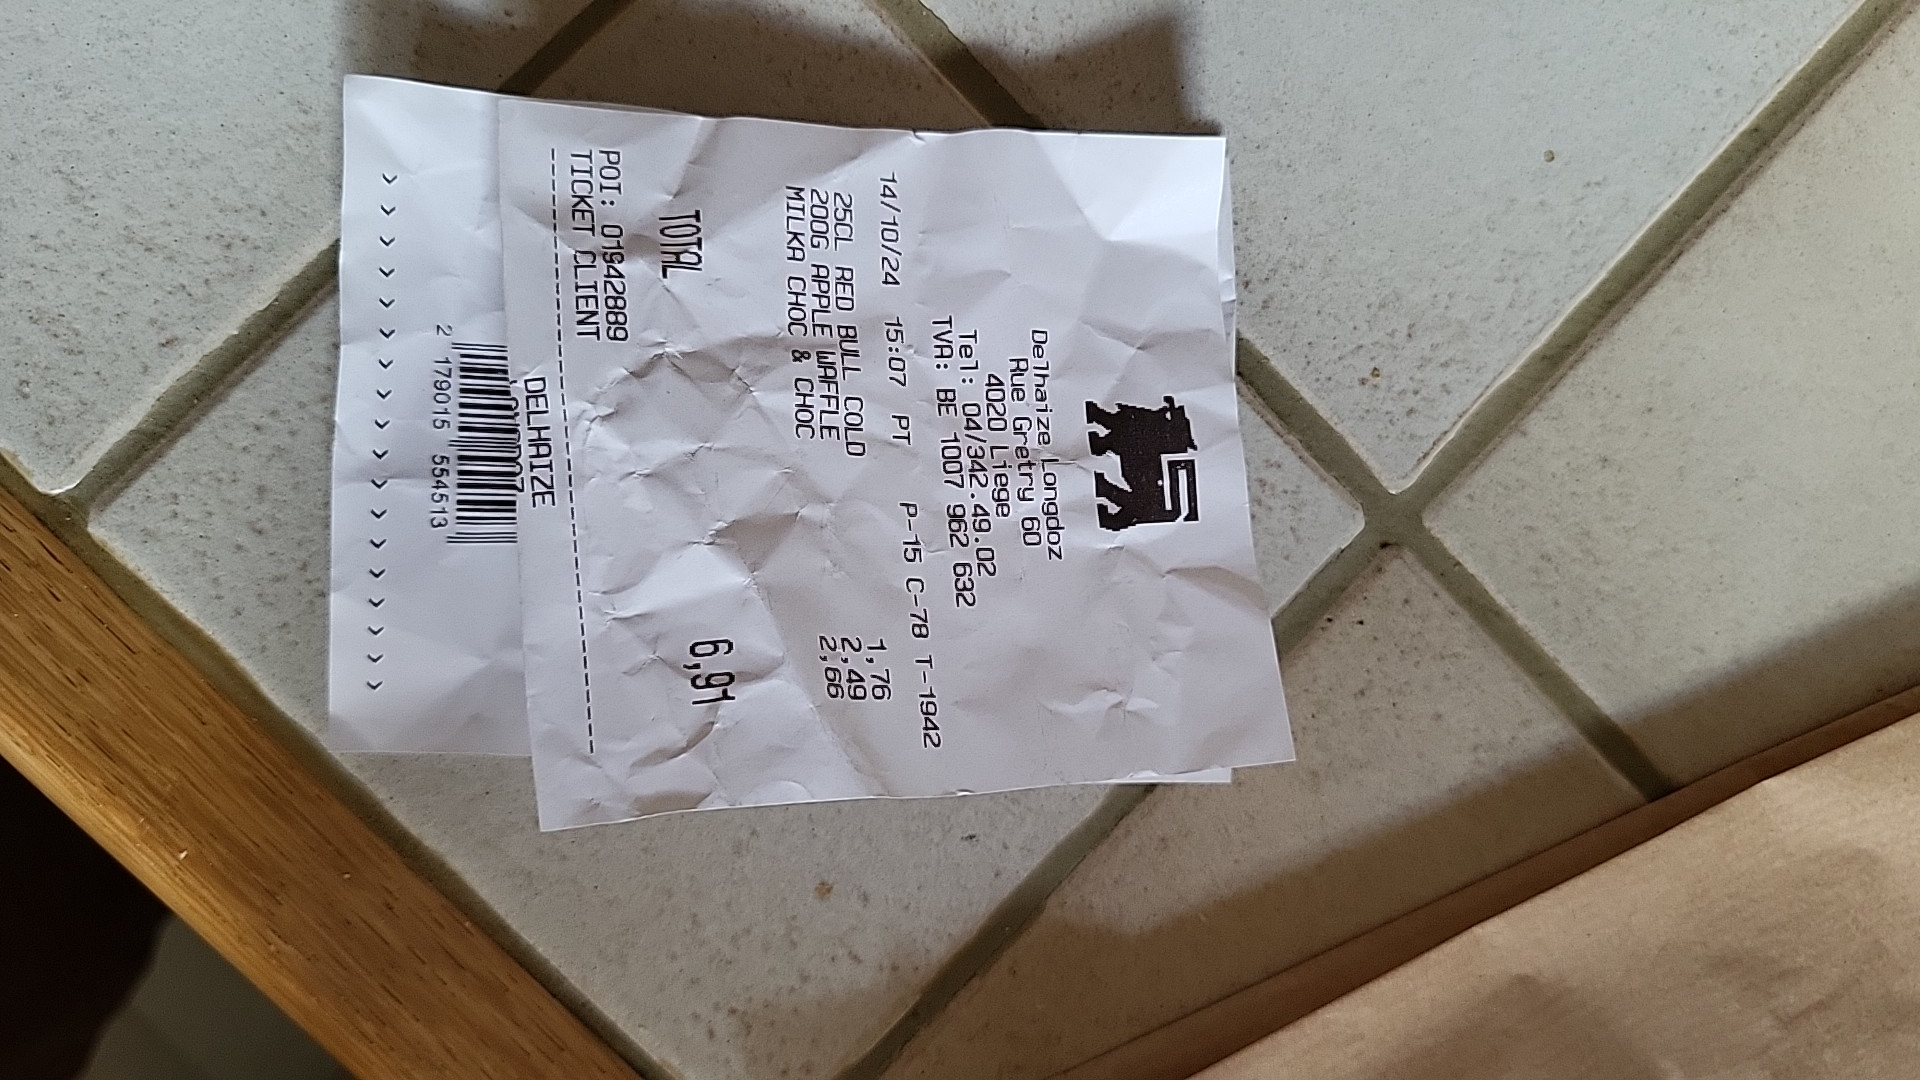 Delhaize Longdoz
Rue Gretry 60
4020 Liege
Tel: 04/342.49.02
TVA: BE 1007 962 632
14/10/24 15:07 PT P-15 C-78 T-1942
25CL RED BULL COLD 1,76
200G APPLE WAFFLE 2,49
MILKA CHOC & CHOC 2,66
TOTAL 6,91
POI: 01942889
TICKET CLIENT
--------------------------------
DELHAIZE
2 179015 554513
> > > > > > > > > > > > > > > > > >